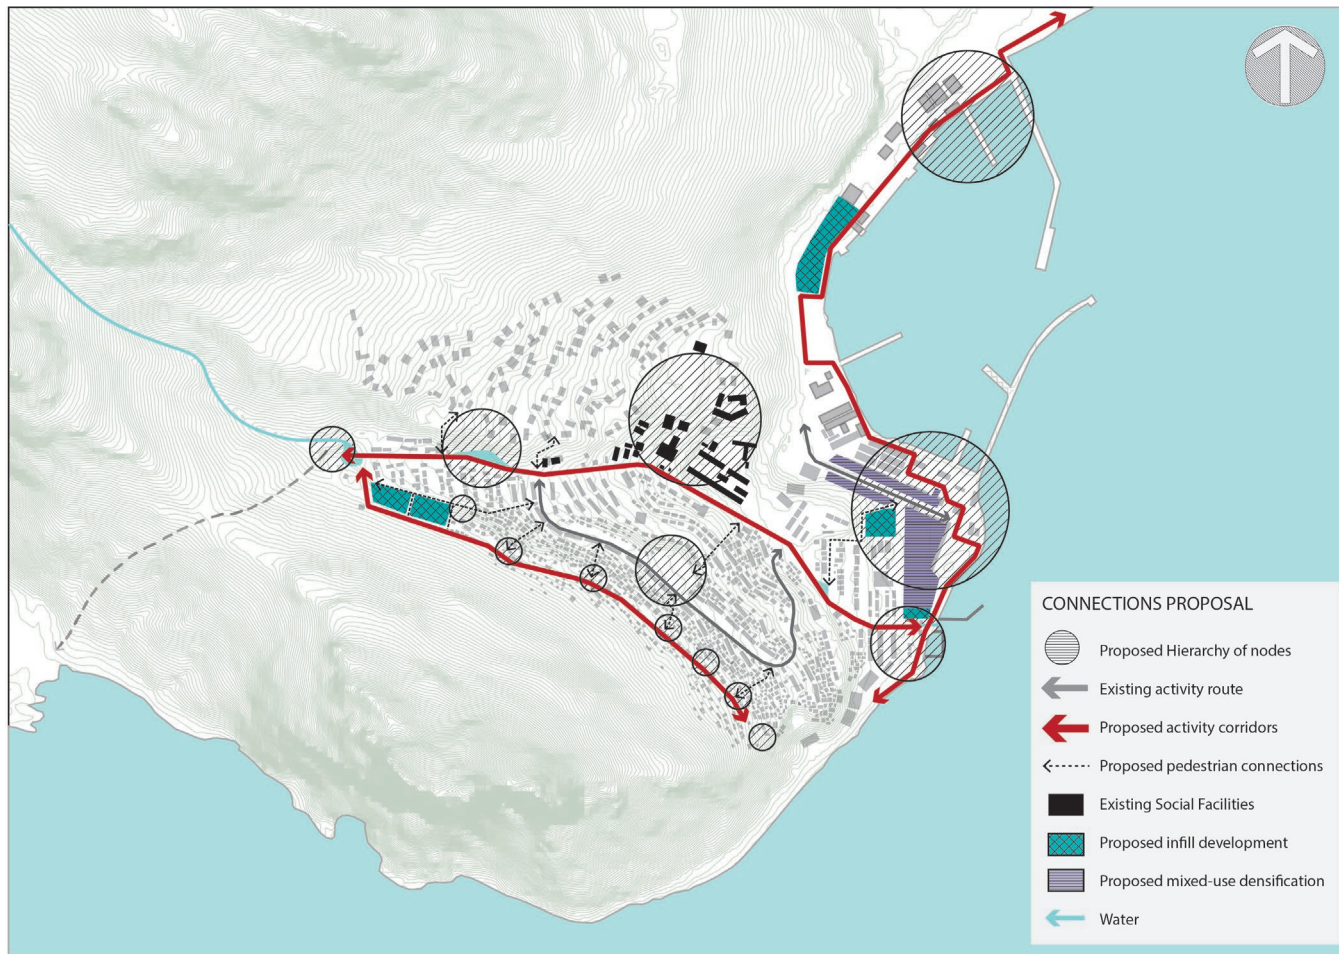 CONNECTIONS PROPOSAL
Proposed Hierarchy of nodes
Existing activity route
Proposed activity corridors
Proposed pedestrian connections
Existing Social Facilities
Proposed infill development
Proposed mixed-use densification
Water